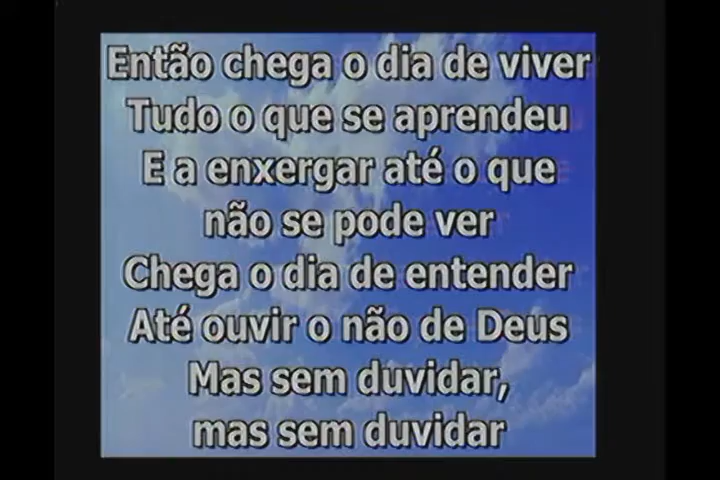 Então chega o dia de viver
Tudo o que se aprendeu
E a enxergar até o que
não se pode ver
Chega o dia de entender
Até ouvir o não de Deus
Mas sem duvidar,
mas sem duvidar